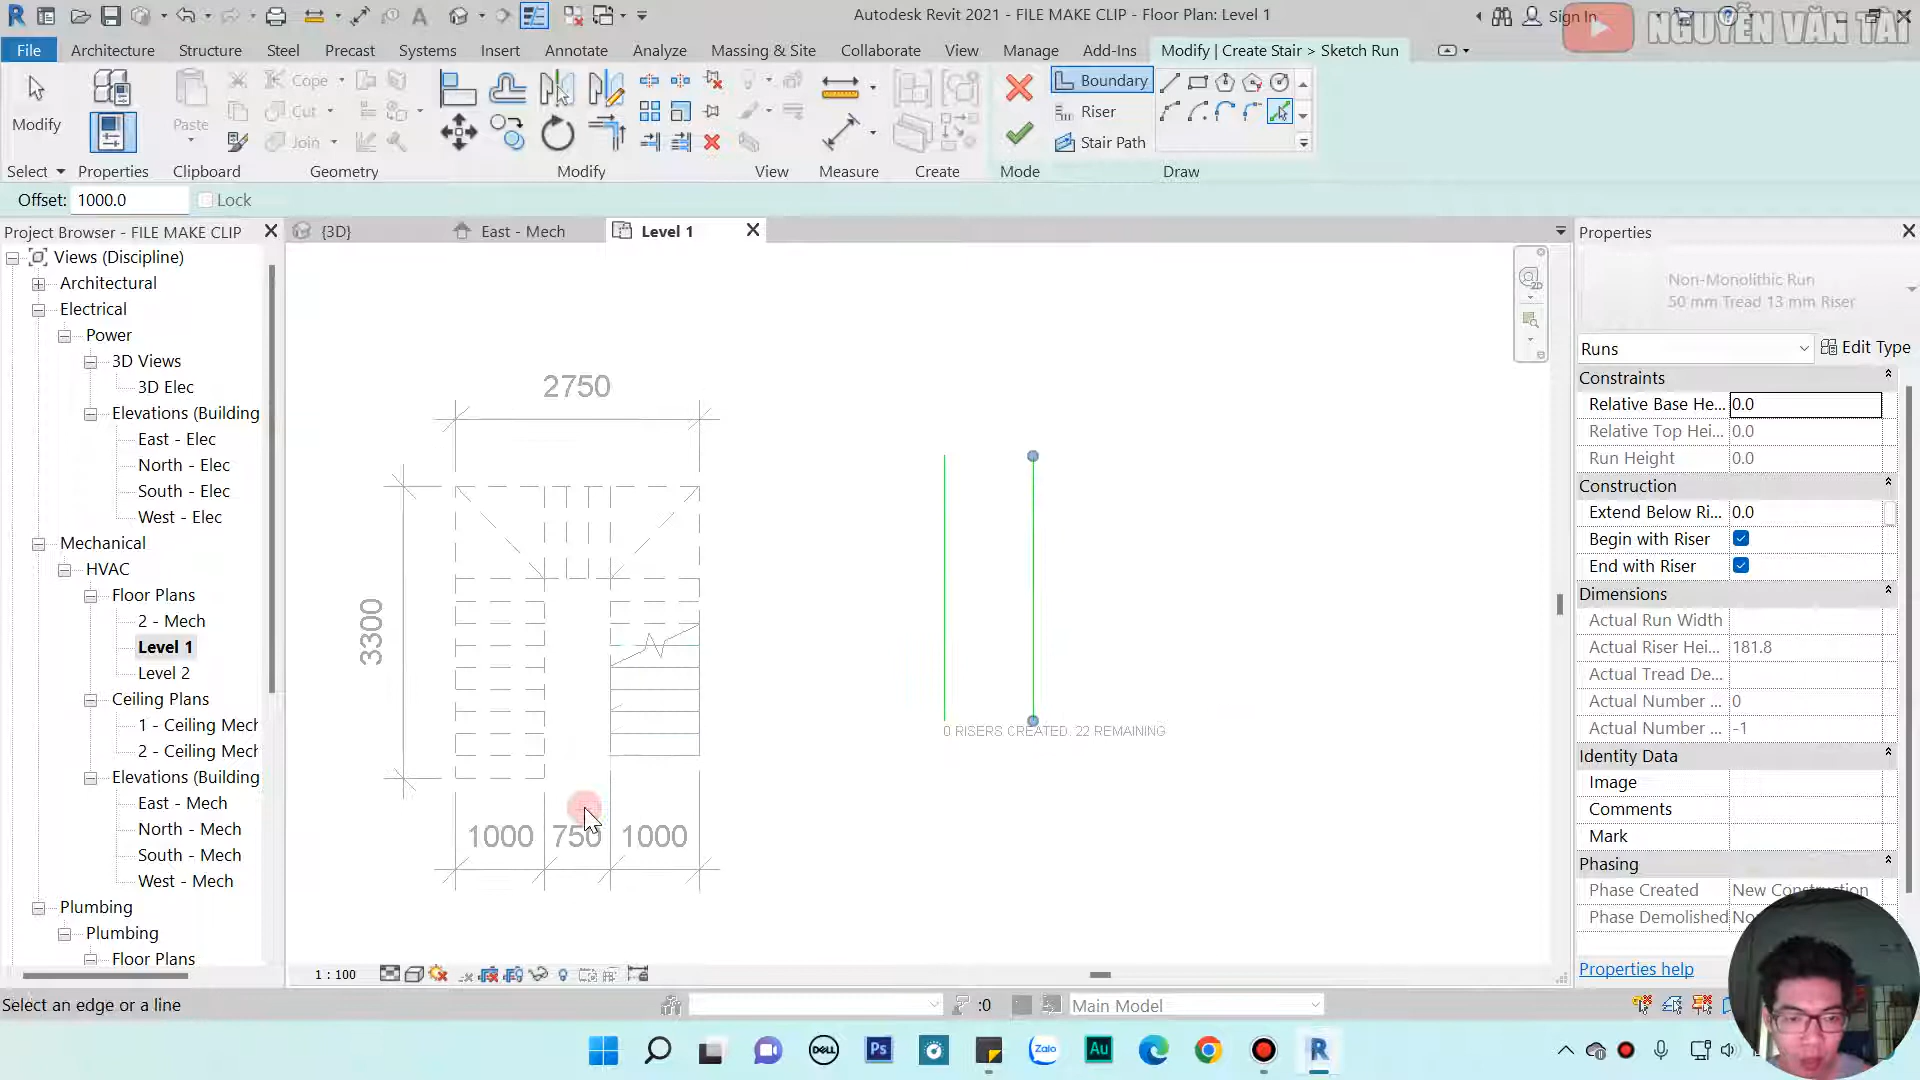 Autodesk Revit 2021 - FILE MAKE CLIP - Floor Plan: Level 1
Sign In
NGUYỄN VĂN TÀI
File Architecture Structure Steel Precast Systems Insert Annotate Analyze Massing & Site Collaborate View Manage Add-Ins Modify | Create Stair > Sketch Run
Modify
Paste
Cope
Cut
Join
Boundary
Riser
Stair Path
Select Properties Clipboard Geometry Modify View Measure Create Mode Draw
Offset: 1000.0 Lock
Project Browser - FILE MAKE CLIP
{3D} East - Mech Level 1
Views (Discipline)
Architectural
Electrical
Power
3D Views
3D Elec
Elevations (Building
East - Elec
North - Elec
South - Elec
West - Elec
Mechanical
HVAC
Floor Plans
2 - Mech
Level 1
Level 2
Ceiling Plans
1 - Ceiling Mech
2 - Ceiling Mech
Elevations (Building
East - Mech
North - Mech
South - Mech
West - Mech
Plumbing
Plumbing
Floor Plans
2750
3300
1000 750 1000
0 RISERS CREATED. 22 REMAINING
2D
1 : 100
Properties
Non-Monolithic Run
50 mm Tread 13 mm Riser
Runs Edit Type
Constraints
Relative Base He... 0.0
Relative Top Hei... 0.0
Run Height 0.0
Construction
Extend Below Ri... 0.0
Begin with Riser
End with Riser
Dimensions
Actual Run Width
Actual Riser Hei... 181.8
Actual Tread De...
Actual Number ... 0
Actual Number ... -1
Identity Data
Image
Comments
Mark
Phasing
Phase Created New Construction
Phase Demolished
Properties help
Select an edge or a line
:0
Main Model
DELL
Ps
Zalo
Au
R